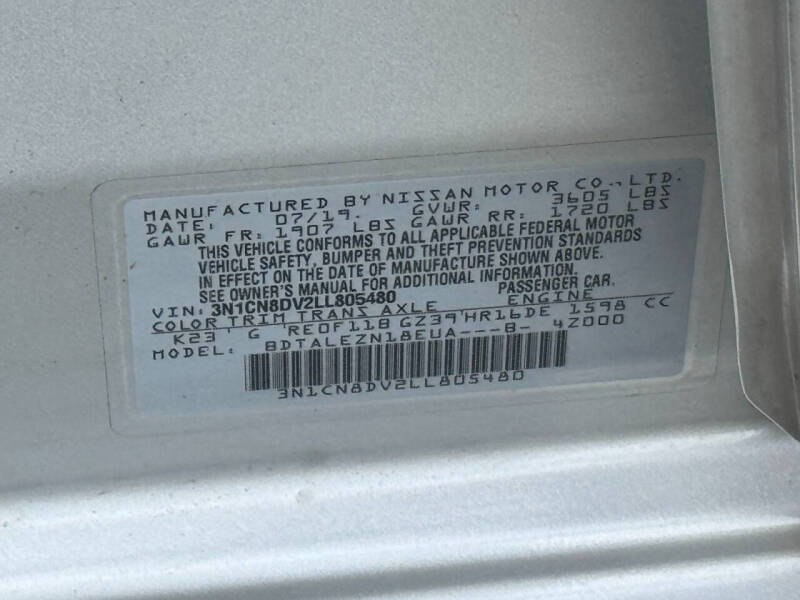 MANUFACTURED BY NISSAN MOTOR CO., LTD.
DATE: 07/19. GVWR: 3605 LBS
GAWR FR: 1907 LBS GAWR RR: 1720 LBS
THIS VEHICLE CONFORMS TO ALL APPLICABLE FEDERAL MOTOR
VEHICLE SAFETY, BUMPER AND THEFT PREVENTION STANDARDS
IN EFFECT ON THE DATE OF MANUFACTURE SHOWN ABOVE.
SEE OWNER'S MANUAL FOR ADDITIONAL INFORMATION.
VIN: 3N1CN8DV2LL805480 PASSENGER CAR.
COLOR TRIM TRANS AXLE ENGINE
K23 G RE0F11B GZ39 HR16DE 1598 CC
MODEL: BDTALEZN18EUA---B- 4Z000
3N1CN8DV2LL805480